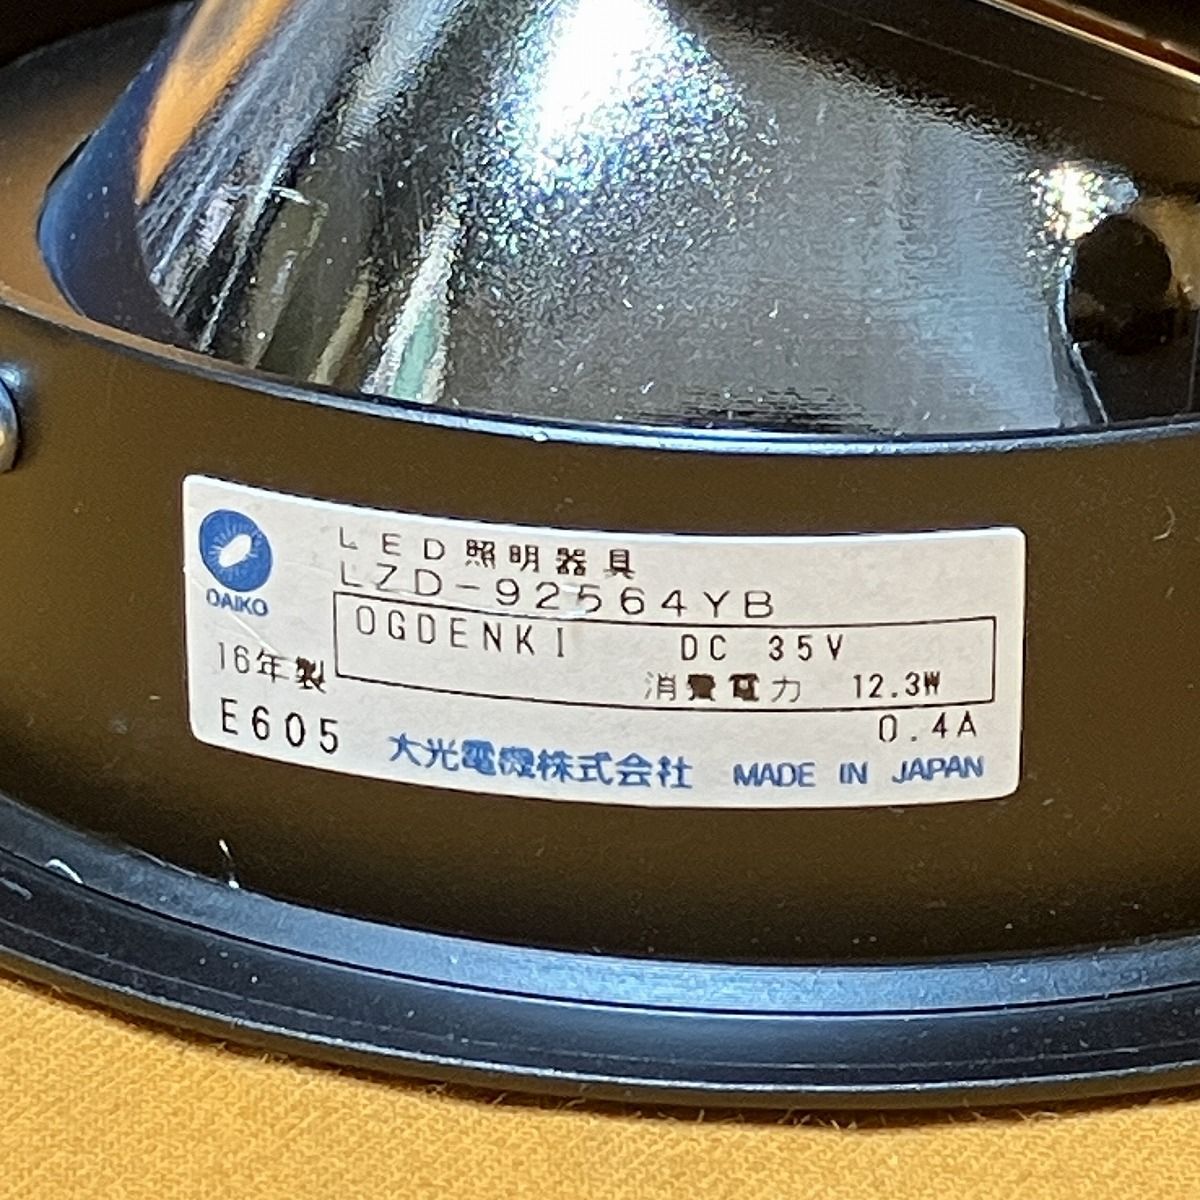 LED照明器具
LZD-92564YB
DAIKO
OGDENKI DC 35V
16年製
消費電力 12.3W
E605
0.4A
大光電機株式会社 MADE IN JAPAN